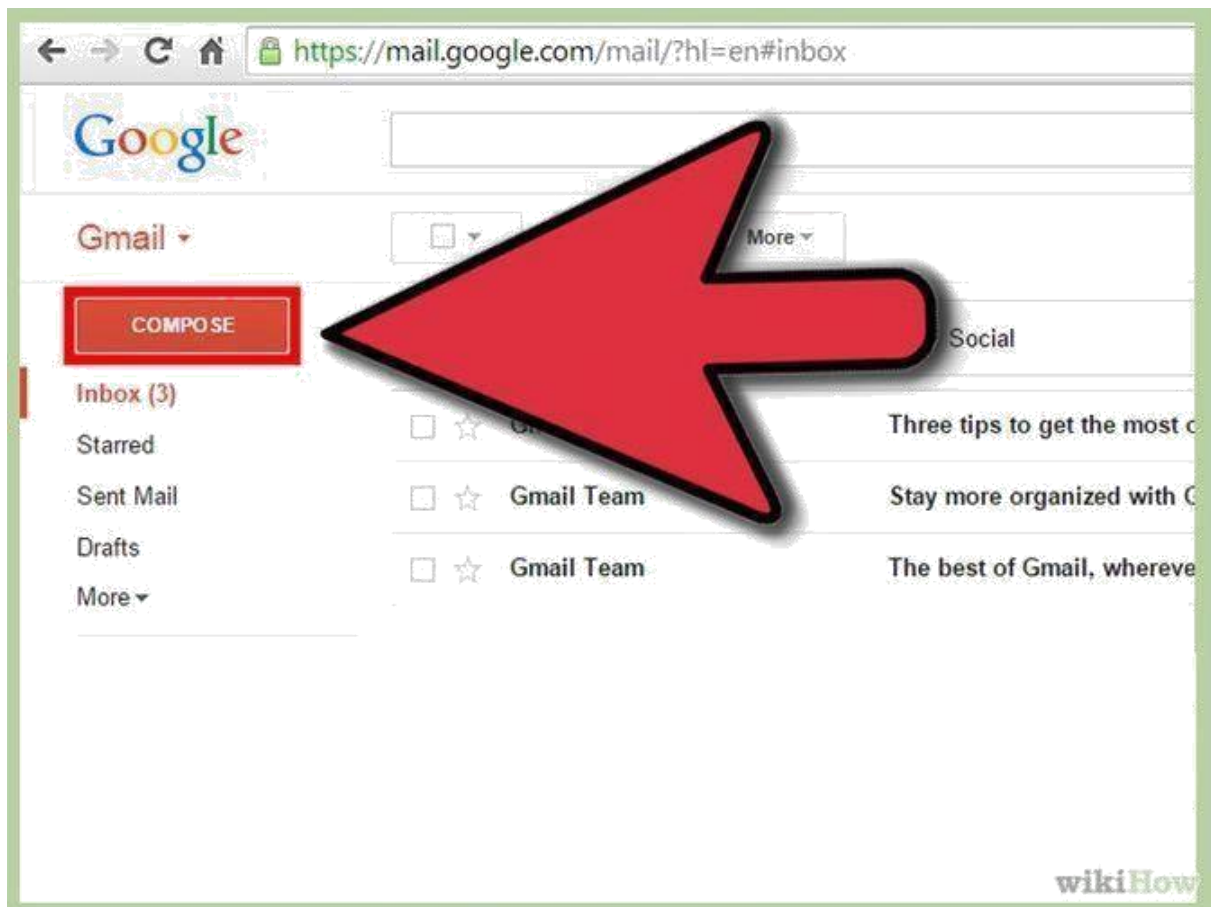 https://mail.google.com/mail/?hl=en#inbox
Google
Gmail
More
COMPOSE
Social
Inbox (3)
Three tips to get the most
Starred
Sent Mail
Gmail Team
Stay more organized with
Drafts
Gmail Team
The best of Gmail,
More
wikiHow